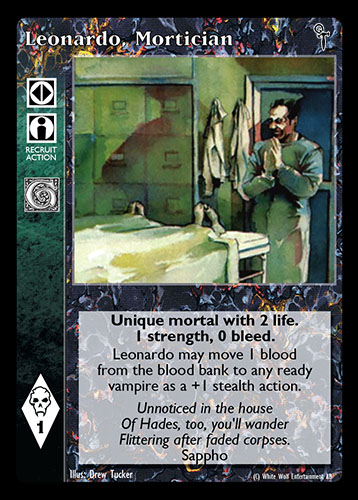 Leonardo, Mortician
RECRUIT
ACTION
Unique mortal with 2 life.
1 strength, 0 bleed.
Leonardo may move 1 blood
from the blood bank to any ready
vampire as a +1 stealth action.
Unnoticed in the house
Of Hades, too, you'll wander
Flittering after faded corpses.
Sappho
1
Illus: Drew Tucker
(C) White Wolf Entertainment AB